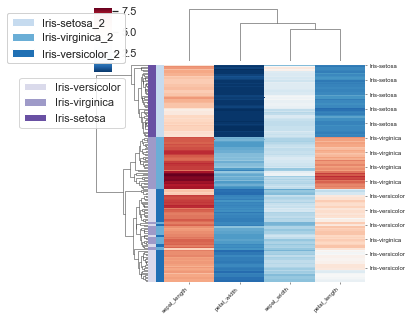 7.5
5.0
2.5
Iris-setosa_2
Iris-virginica_2
Iris-versicolor_2
Iris-versicolor
Iris-virginica
Iris-setosa
Iris-setosa
Iris-setosa
Iris-setosa
Iris-setosa
Iris-setosa
Iris-virginica
Iris-virginica
Iris-virginica
Iris-virginica
Iris-versicolor
Iris-versicolor
Iris-versicolor
Iris-virginica
Iris-versicolor
Iris-versicolor
sepal_length
petal_width
sepal_width
petal_length